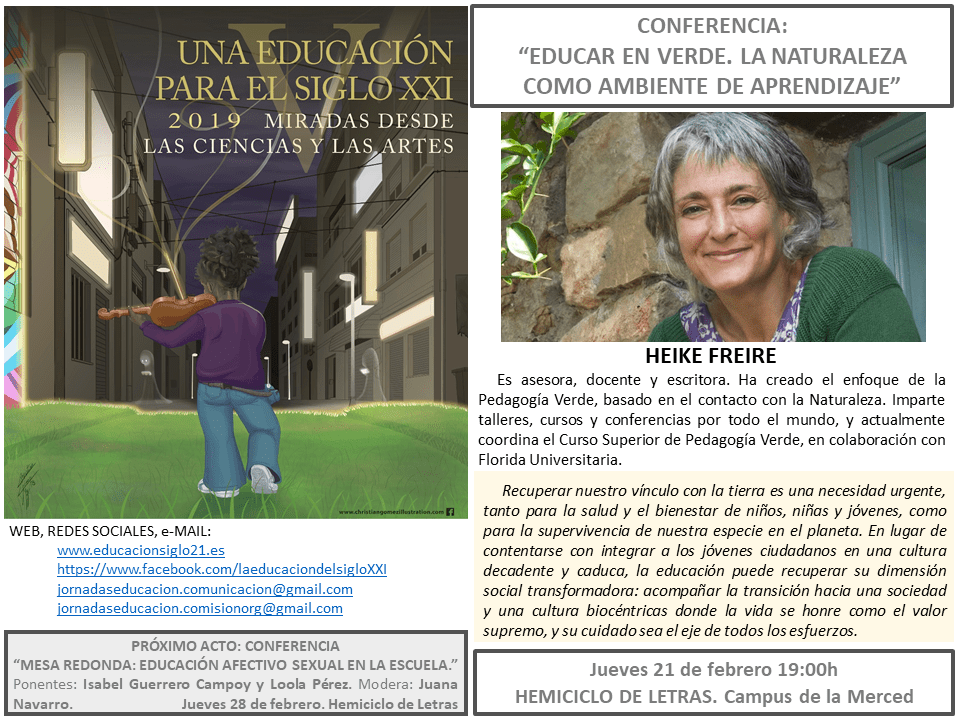 UNA EDUCACIÓN
PARA EL SIGLO XXI
2019 MIRADAS DESDE
LAS CIENCIAS Y LAS ARTES
V
www.christiangomezillustration.com
WEB, REDES SOCIALES, e-MAIL:
www.educacionsiglo21.es
https://www.facebook.com/laeducaciondelsigloXXI
jornadaseducacion.comunicacion@gmail.com
jornadaseducacion.comisionorg@gmail.com
PRÓXIMO ACTO: CONFERENCIA
“MESA REDONDA: EDUCACIÓN AFECTIVO SEXUAL EN LA ESCUELA.”
Ponentes: Isabel Guerrero Campoy y Loola Pérez. Modera: Juana
Navarro. Jueves 28 de febrero. Hemiciclo de Letras
CONFERENCIA:
“EDUCAR EN VERDE. LA NATURALEZA
COMO AMBIENTE DE APRENDIZAJE”
HEIKE FREIRE
Es asesora, docente y escritora. Ha creado el enfoque de la
Pedagogía Verde, basado en el contacto con la Naturaleza. Imparte
talleres, cursos y conferencias por todo el mundo, y actualmente
coordina el Curso Superior de Pedagogía Verde, en colaboración con
Florida Universitaria.
Recuperar nuestro vínculo con la tierra es una necesidad urgente,
tanto para la salud y el bienestar de niños, niñas y jóvenes, como
para la supervivencia de nuestra especie en el planeta. En lugar de
contentarse con integrar a los jóvenes ciudadanos en una cultura
decadente y caduca, la educación puede recuperar su dimensión
social transformadora: acompañar la transición hacia una sociedad
y una cultura biocéntricas donde la vida se honre como el valor
supremo, y su cuidado sea el eje de todos los esfuerzos.
Jueves 21 de febrero 19:00h
HEMICICLO DE LETRAS. Campus de la Merced